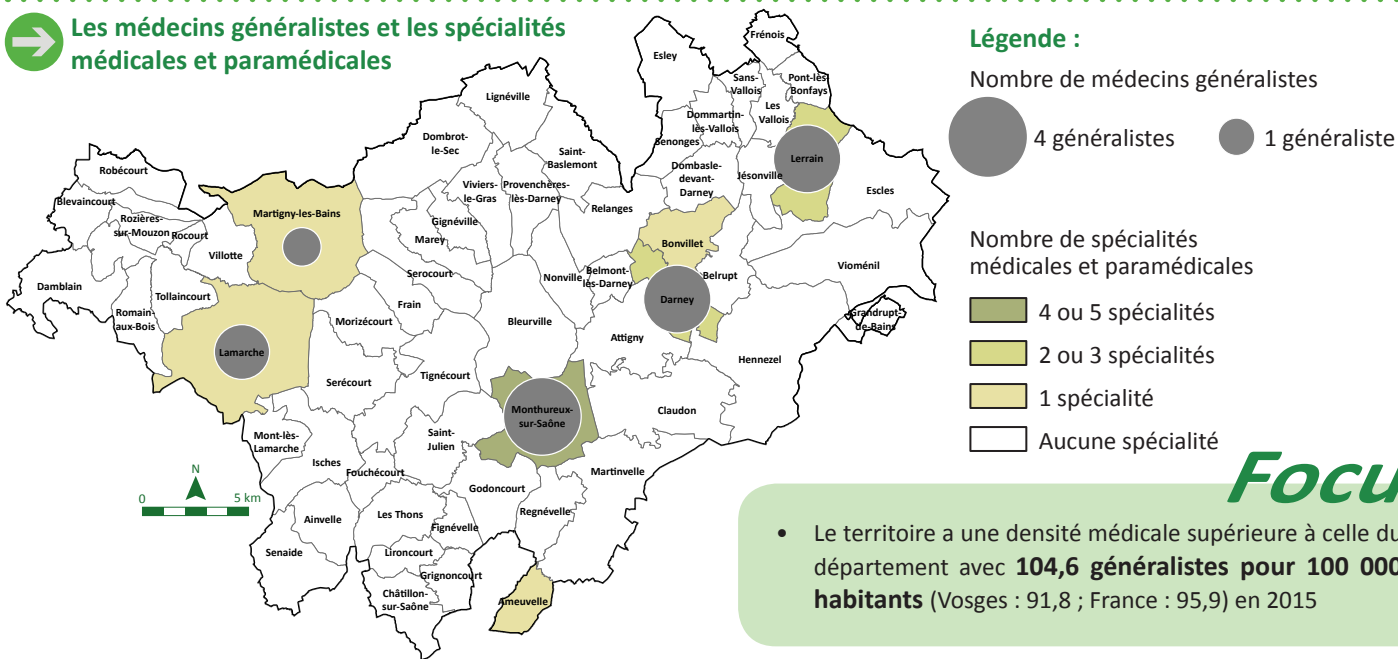 Les médecins généralistes et les spécialités
médicales et paramédicales
Légende :
Nombre de médecins généralistes
4 généralistes
1 généraliste
Nombre de spécialités
médicales et paramédicales
4 ou 5 spécialités
2 ou 3 spécialités
1 spécialité
Aucune spécialité
Frénois
Esley
Sans-
Vallois
Pont-lès-
Bonfays
Les
Vallois
Lignéville
Dommartin-
lès-Vallois
Dombrot-
le-Sec
Senonges
Saint-
Baslemont
Lerrain
Robécourt
Dombasle-
devant-
Darney
Jésonville
Escles
Viviers-
le-Gras
Provenchères-
lès-Darney
Blevaincourt
Relanges
Martigny-les-Bains
Rozières-
sur-Mouzon
Rocourt
Gignéville
Marey
Bonvillet
Villotte
Vioménil
Serocourt
Nonville
Belmont-
lès-Darney
Belrupt
Damblain
Tollaincourt
Frain
Darney
Romain-
aux-Bois
Morizécourt
Bleurville
Grandrupt-
de-Bains
Attigny
Lamarche
Hennezel
Tignécourt
Serécourt
Monthureux-
sur-Saône
Claudon
Mont-lès-
Lamarche
Saint-
Julien
Isches
Fouchécourt
Martinvelle
Godoncourt
N
0
5 km
Ainvelle
Les Thons
Fignévelle
Regnévelle
Senaide
Lironcourt
Grignoncourt
Châtillon-
sur-Saône
Ameuvelle
Focu
• Le territoire a une densité médicale supérieure à celle du
département avec 104,6 généralistes pour 100 000
habitants (Vosges : 91,8 ; France : 95,9) en 2015